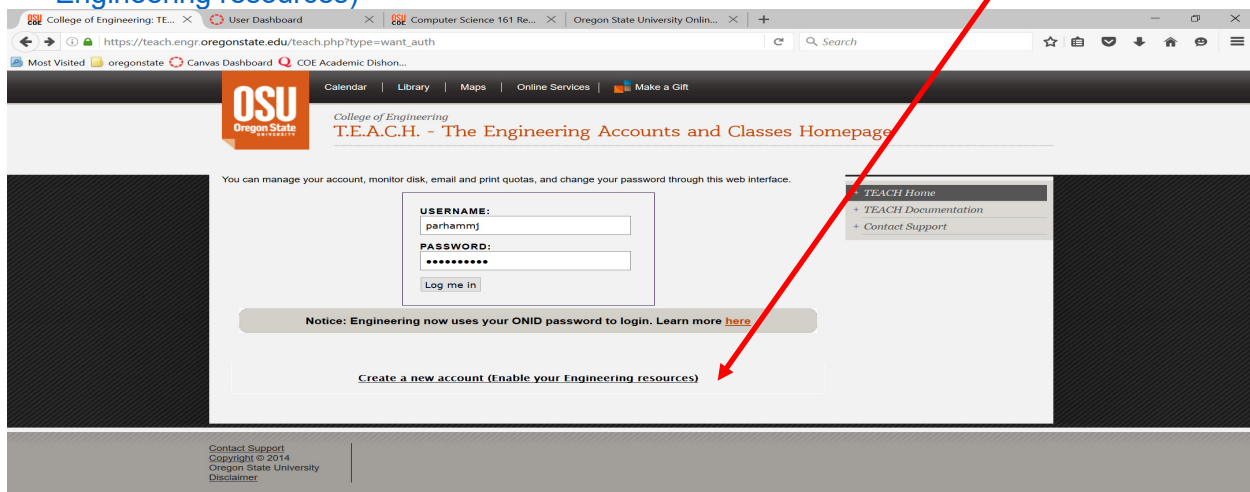 Engineering resources)
College of Engineering: TE...
User Dashboard
Computer Science 161 Re...
Oregon State University Onlin...
https://teach.engr.oregonstate.edu/teach.php?type=want_auth
Search
Most Visited
oregonstate
Canvas Dashboard
COE Academic Dishon...
OSU
Oregon State
UNIVERSITY
Calendar | Library | Maps | Online Services | Make a Gift
College of Engineering
T.E.A.C.H. - The Engineering Accounts and Classes Homepage
You can manage your account, monitor disk, email and print quotas, and change your password through this web interface.
USERNAME:
parhammj
PASSWORD:
••••••••••
Log me in
+ TEACH Home
+ TEACH Documentation
+ Contact Support
Notice: Engineering now uses your ONID password to login. Learn more here
Create a new account (Enable your Engineering resources)
Contact Support
Copyright © 2014
Oregon State University
Disclaimer